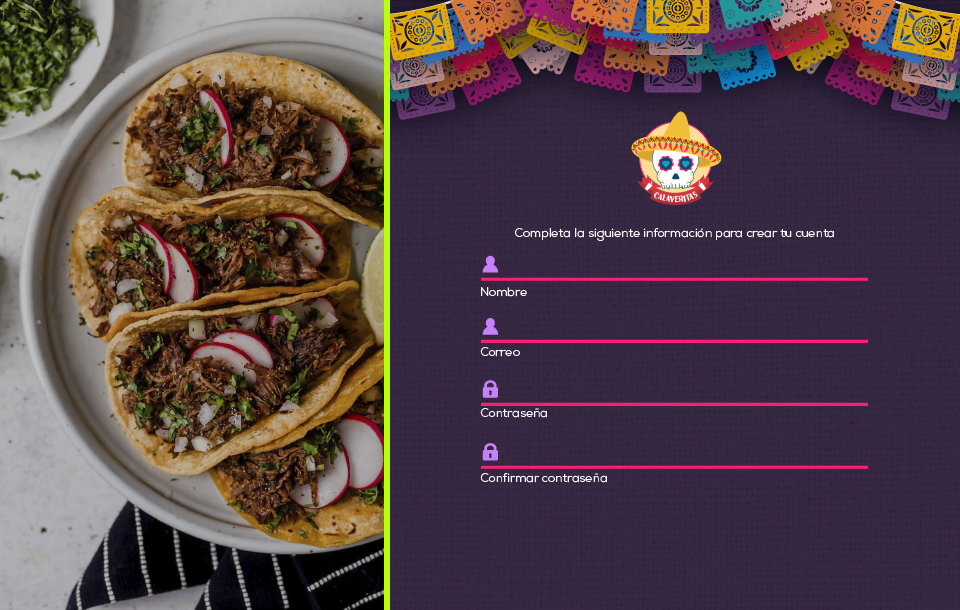 CALAVERITAS
Completa la siguiente información para crear tu cuenta
Nombre
Correo
Contraseña
Confirmar contraseña